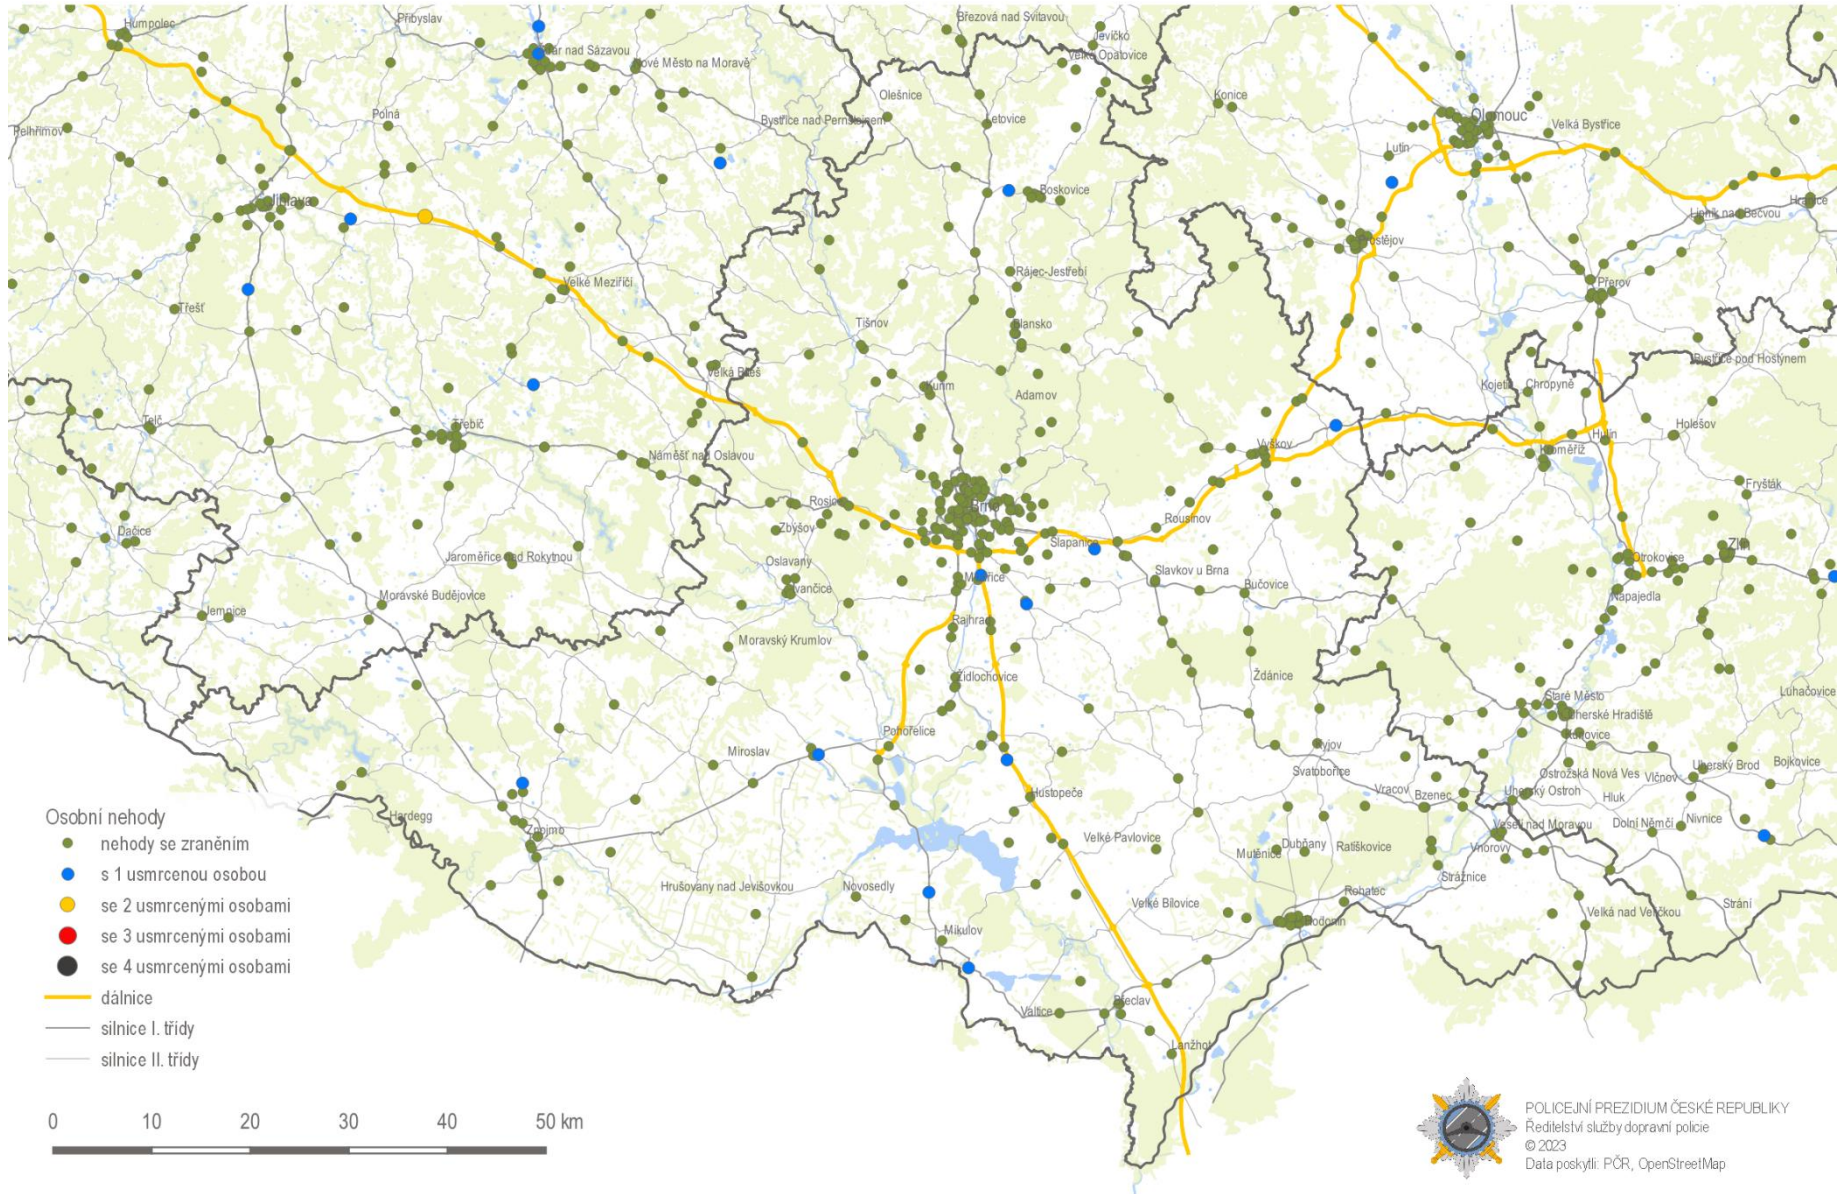 Humpolec
Přibyslav
Březová nad Svitavou
Jevíčko
Velké Opatovice
Nové Město na Moravě
Olešnice
Konice
Olomouc
Velká Bystřice
Polná
Pelhřimov
Bystřice nad Pernštejnem
Letovice
Lutín
Jihlava
Boskovice
Hranice
Lipník nad Bečvou
Prostějov
Rájec-Jestřebí
Velké Meziříčí
Přerov
Třešť
Blansko
Tišnov
Bystřice pod Hostýnem
Velká Bíteš
Kuřim
Adamov
Kojetín
Chropyně
Telč
Třebíč
Holešov
Hulín
Vyškov
Kroměříž
Náměšť nad Oslavou
Fryšták
Rosice
Brno
Zbýšov
Rousínov
Dačice
Šlapanice
Zlín
Jaroměřice nad Rokytnou
Oslavany
Otrokovice
Slavkov u Brna
Modřice
Bučovice
Ivančice
Napajedla
Jemnice
Moravské Budějovice
Rajhrad
Moravský Krumlov
Židlochovice
Ždánice
Luhačovice
Staré Město
Uherské Hradiště
Kunovice
Pohořelice
Miroslav
Kyjov
Svatobořice
Uherský Brod
Bojkovice
Ostrožská Nová Ves
Vlčnov
Hustopeče
Vracov
Bzenec
Uherský Ostroh
Hluk
Hardegg
Znojmo
Dolní Němčí
Nivnice
Veselí nad Moravou
Velké Pavlovice
Dubňany
Ratíškovice
Mutěnice
Vnorovy
Strážnice
Hrušovany nad Jevišovkou
Novosedly
Rohatec
Velké Bílovice
Strání
Hodonín
Velká nad Veličkou
Mikulov
Břeclav
Valtice
Lanžhot
Osobní nehody
nehody se zraněním
s 1 usmrcenou osobou
se 2 usmrcenými osobami
se 3 usmrcenými osobami
se 4 usmrcenými osobami
dálnice
silnice I. třídy
silnice II. třídy
0 10 20 30 40 50 km
POLICEJNÍ PREZIDIUM ČESKÉ REPUBLIKY
Ředitelství služby dopravní policie
© 2023
Data poskytli: PČR, OpenStreetMap